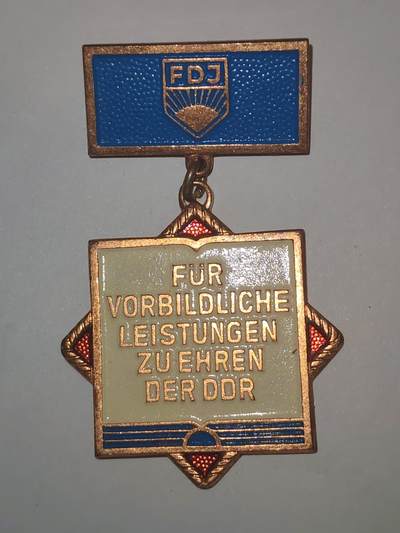 FDJ
FÜR
VORBILDLICHE
LEISTUNGEN
ZU EHREN
DER DDR